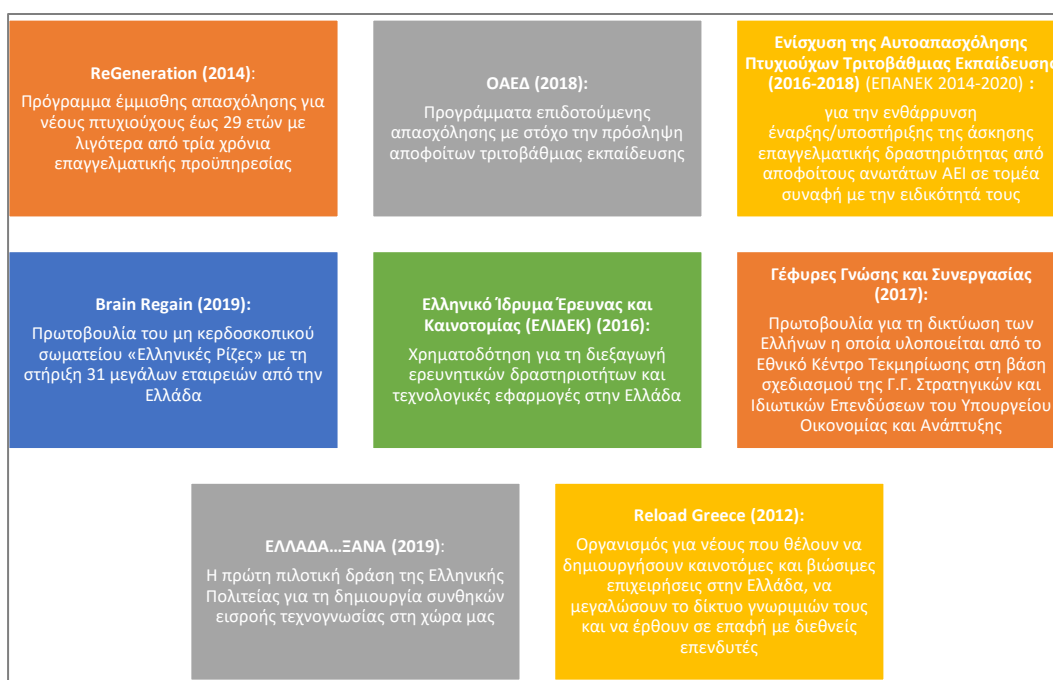 ReGeneration (2014):
Πρόγραμμα έμμισθης απασχόλησης για
νέους πτυχιούχους έως 29 ετών με
λιγότερα από τρία χρόνια
επαγγελματικής προϋπηρεσίας
ΟΑΕΔ (2018):
Προγράμματα επιδοτούμενης
απασχόλησης με στόχο την πρόσληψη
αποφοίτων τριτοβάθμιας εκπαίδευσης
Ενίσχυση της Αυτοαπασχόλησης
Πτυχιούχων Τριτοβάθμιας Εκπαίδευσης
(2016-2018) (ΕΠΑΝΕΚ 2014-2020) :
για την ενθάρρυνση
έναρξης/υποστήριξης της άσκησης
επαγγελματικής δραστηριότητας από
αποφοίτους ανωτάτων ΑΕΙ σε τομέα
συναφή με την ειδικότητά τους
Brain Regain (2019):
Πρωτοβουλία του μη κερδοσκοπικού
σωματείου «Ελληνικές Ρίζες» με τη
στήριξη 31 μεγάλων εταιρειών από την
Ελλάδα
Ελληνικό Ίδρυμα Έρευνας και
Καινοτομίας (ΕΛΙΔΕΚ) (2016):
Χρηματοδότηση για τη διεξαγωγή
ερευνητικών δραστηριοτήτων και
τεχνολογικές εφαρμογές στην Ελλάδα
Γέφυρες Γνώσης και Συνεργασίας
(2017):
Πρωτοβουλία για τη δικτύωση των
Ελλήνων η οποία υλοποιείται από το
Εθνικό Κέντρο Τεκμηρίωσης στη βάση
σχεδιασμού της Γ.Γ. Στρατηγικών και
Ιδιωτικών Επενδύσεων του Υπουργείου
Οικονομίας και Ανάπτυξης
ΕΛΛΑΔΑ...ΞΑΝΑ (2019):
Η πρώτη πιλοτική δράση της Ελληνικής
Πολιτείας για τη δημιουργία συνθηκών
εισροής τεχνογνωσίας στη χώρα μας
Reload Greece (2012):
Οργανισμός για νέους που θέλουν να
δημιουργήσουν καινοτόμες και βιώσιμες
επιχειρήσεις στην Ελλάδα, να
μεγαλώσουν το δίκτυο γνωριμιών τους
και να έρθουν σε επαφή με διεθνείς
επενδυτές